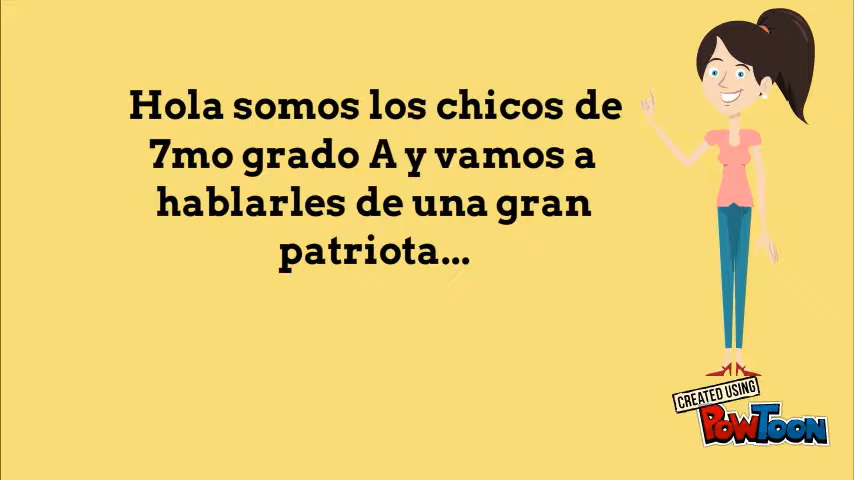 Hola somos los chicos de
7mo grado A y vamos a
hablarles de una gran
patriota...
CREATED USING
POWTOON